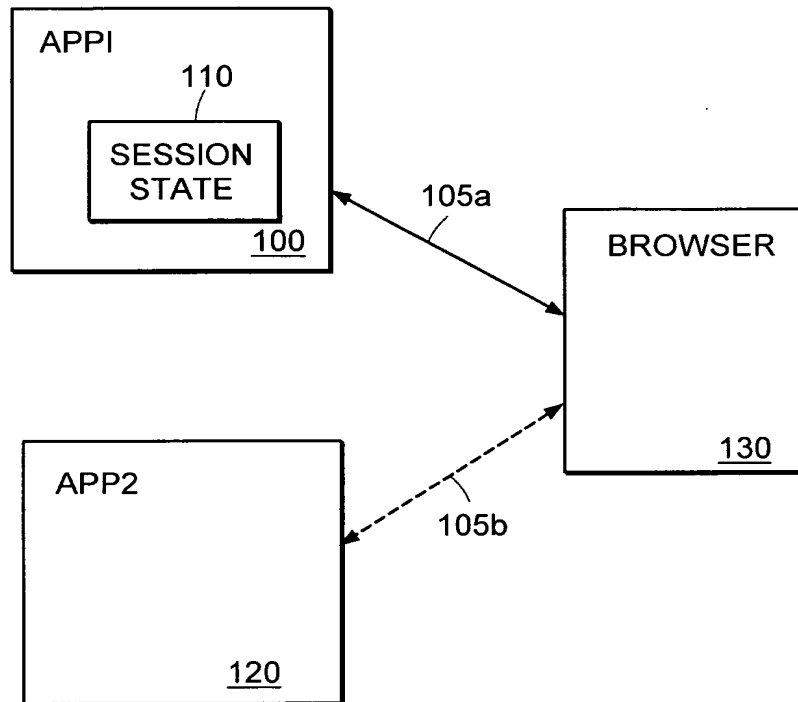 APPI
110
SESSION
STATE
100
105a
BROWSER
130
APP2
105b
120